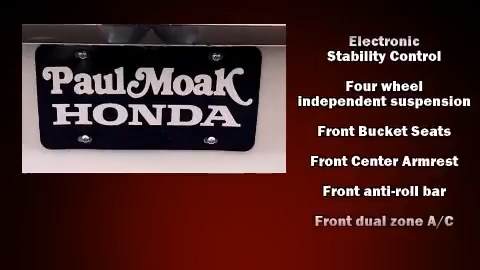 Paul Moak
HONDA
Electronic
Stability Control
Four wheel
independent suspension
Front Bucket Seats
Front Center Armrest
Front anti-roll bar
Front dual zone A/C